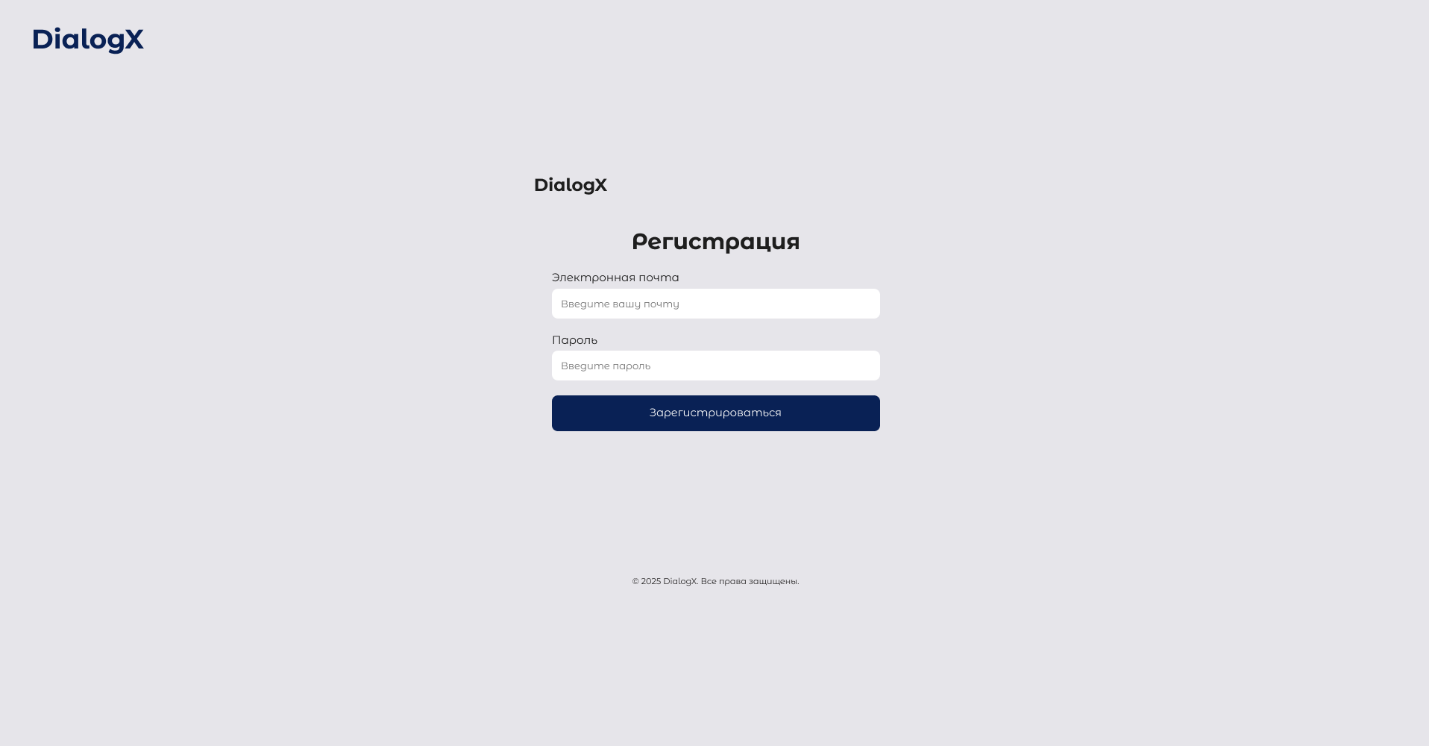 DialogX
DialogX
Регистрация
Электронная почта
Введите вашу почту
Пароль
Введите пароль
Зарегистрироваться
© 2025 DialogX. Все права защищены.